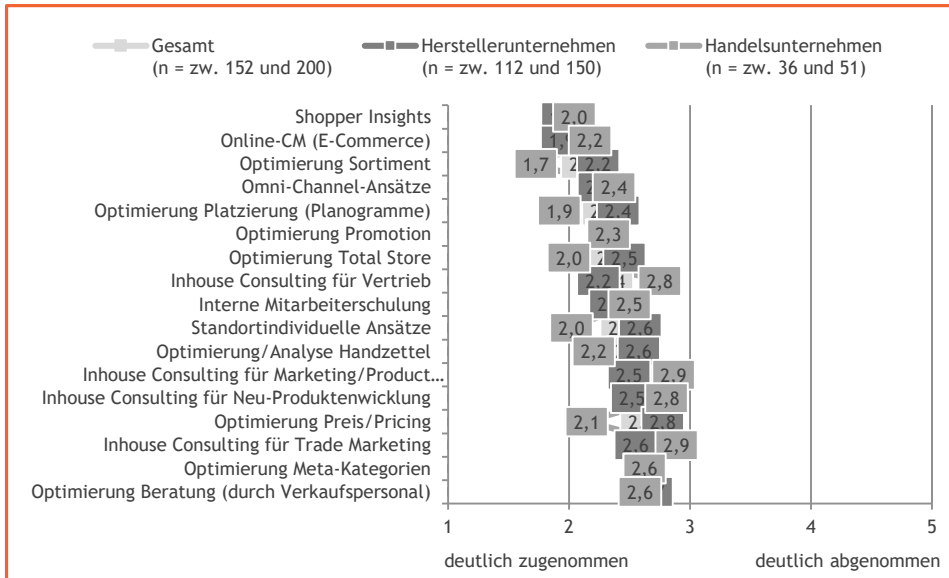 Gesamt
(n = zw. 152 und 200)
Herstellerunternehmen
(n = zw. 112 und 150)
Handelsunternehmen
(n = zw. 36 und 51)
Shopper Insights 2,0
Online-CM (E-Commerce) 2,2
Optimierung Sortiment 1,7 2,2
Omni-Channel-Ansätze 2,4
Optimierung Platzierung (Planogramme) 1,9 2,4
Optimierung Promotion 2,3
Optimierung Total Store 2,0 2,5
Inhouse Consulting für Vertrieb 2,2 2,8
Interne Mitarbeiterschulung 2,5
Standortindividuelle Ansätze 2,0 2,6
Optimierung/Analyse Handzettel 2,2 2,6
Inhouse Consulting für Marketing/Product... 2,5 2,9
Inhouse Consulting für Neu-Produktenwicklung 2,5 2,8
Optimierung Preis/Pricing 2,1 2,8
Inhouse Consulting für Trade Marketing 2,6 2,9
Optimierung Meta-Kategorien 2,6
Optimierung Beratung (durch Verkaufspersonal) 2,6
1 2 3 4 5
deutlich zugenommen deutlich abgenommen